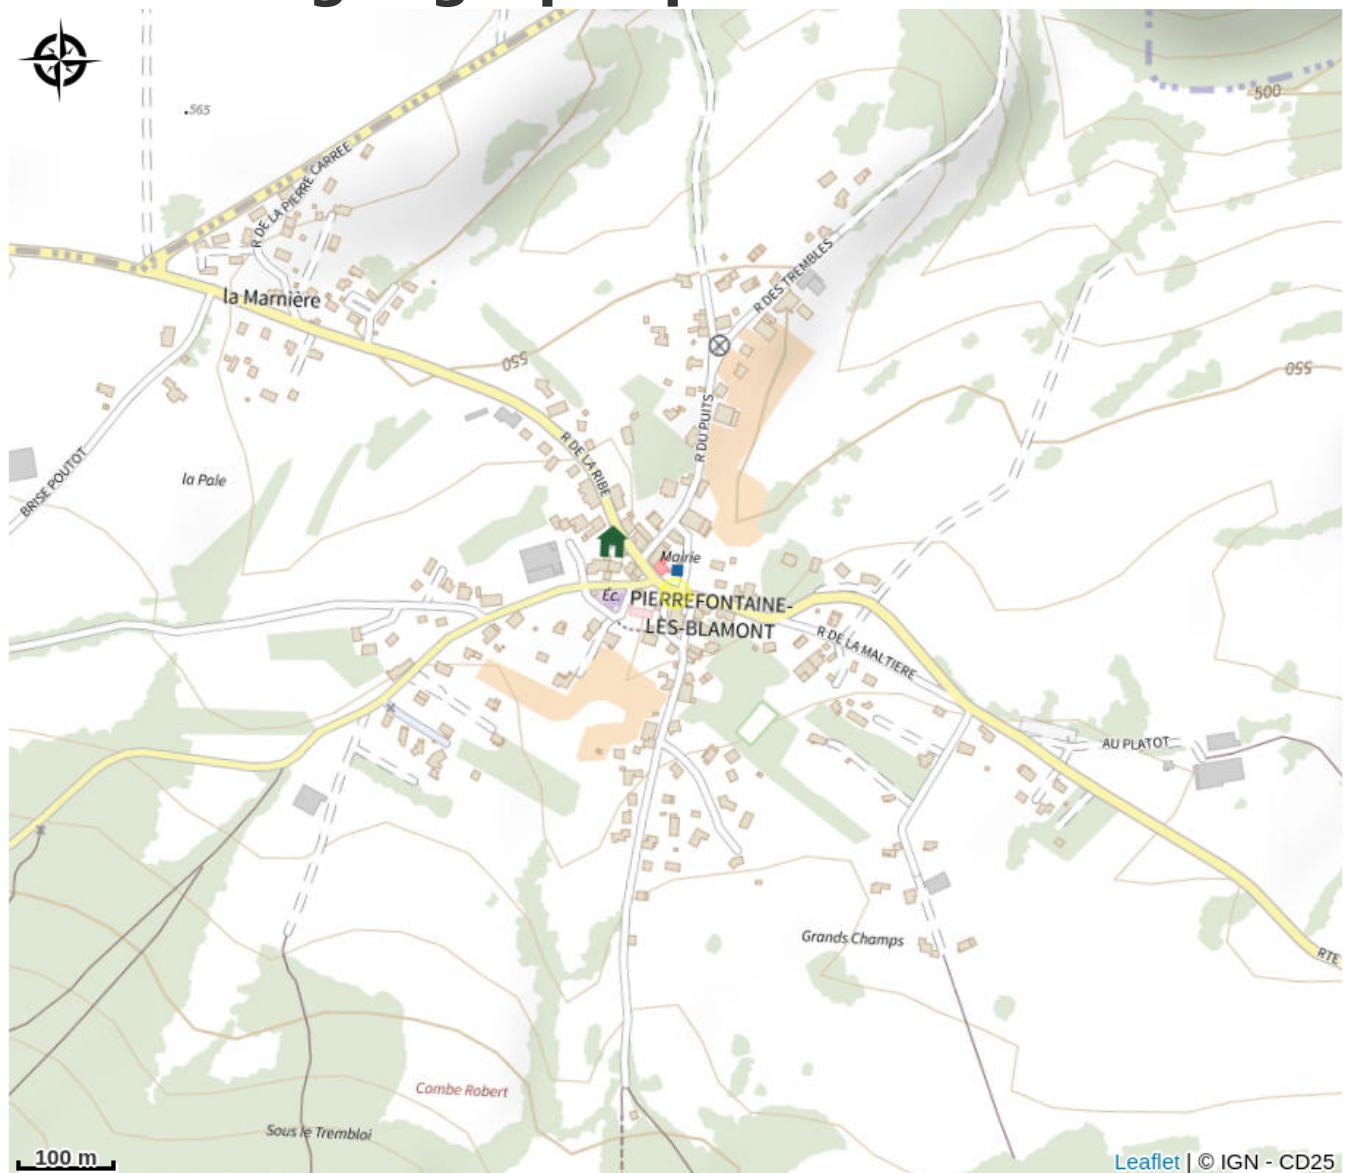 565
500
R DE LA PIERRE CARREE
R DES TREMBLES
la Marnière
550
550
R DU PUITS
R DE LA RIBE
BRISE POUTOT
la Pale
Mairie
Éc.
PIERREFONTAINE-
LÈS-BLAMONT
R DE LA MALTIERE
AU PLATOT
Grands Champs
RTE
Combe Robert
Sous le Trembloi
100 m
Leaflet | © IGN - CD25